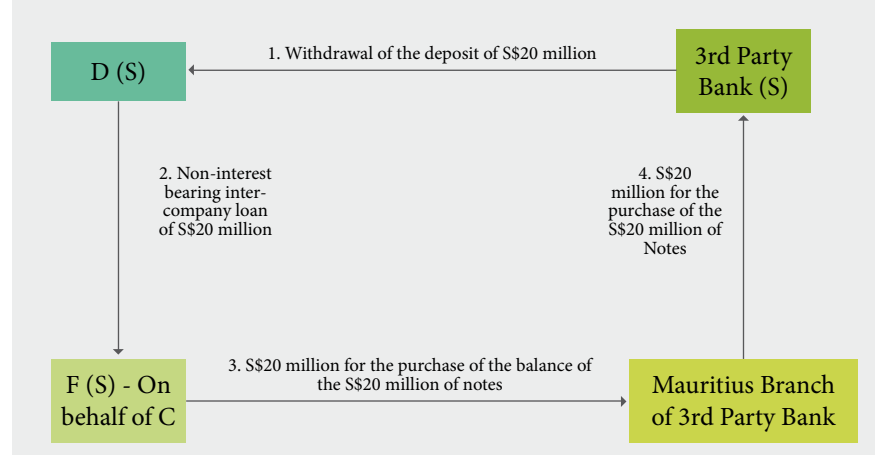 1. Withdrawal of the deposit of S$20 million
D (S)
3rd Party
Bank (S)
2. Non-interest
bearing inter-
company loan
of S$20 million
4. S$20
million for the
purchase of the
S$20 million of
Notes
3. S$20 million for the purchase of the balance of
the S$20 million of notes
F (S) - On
behalf of C
Mauritius Branch
of 3rd Party Bank